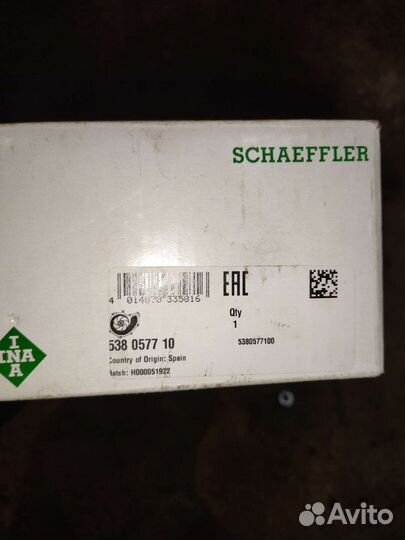 SCHAEFFLER
4 014870 335816
EAC
Qty
1
538 0577 10
5380577100
Country of Origin: Spain
Batch: H000051922
INA
INA
Avito